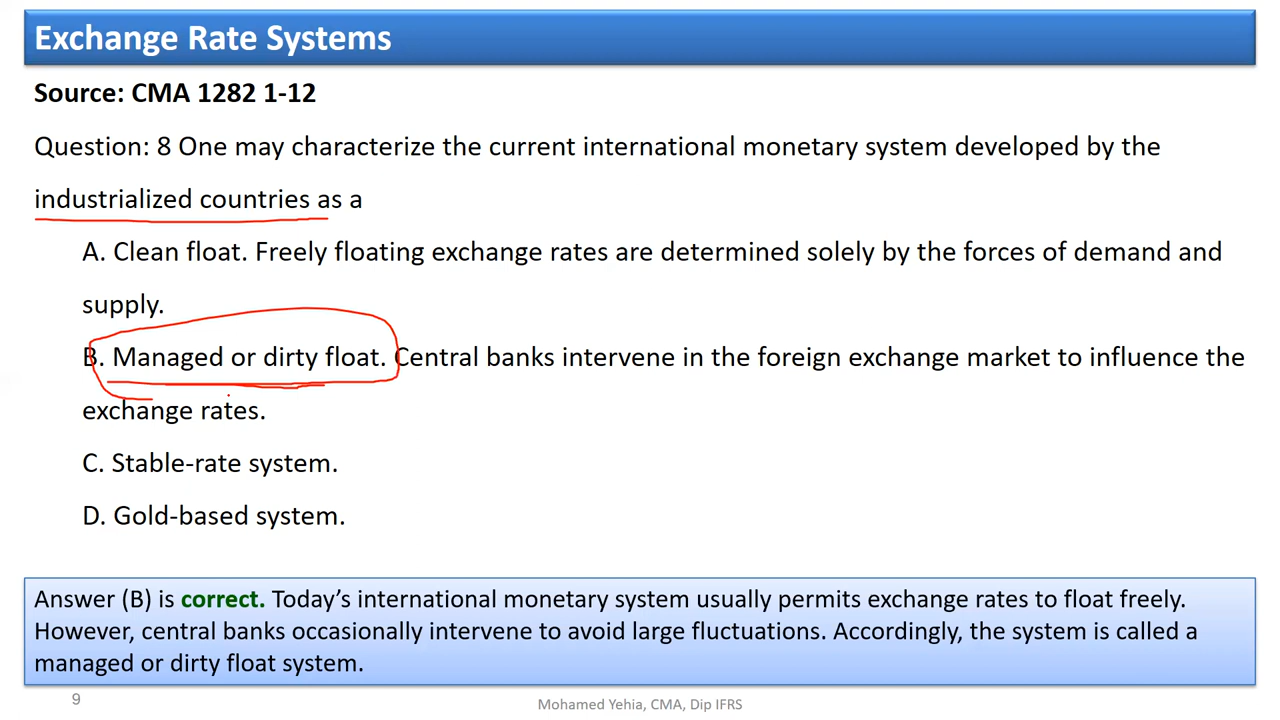 Exchange Rate Systems
Source: CMA 1282 1-12
Question: 8 One may characterize the current international monetary system developed by the
industrialized countries as a
A. Clean float. Freely floating exchange rates are determined solely by the forces of demand and
supply.
B. Managed or dirty float. Central banks intervene in the foreign exchange market to influence the
exchange rates.
C. Stable-rate system.
D. Gold-based system.
Answer (B) is correct. Today’s international monetary system usually permits exchange rates to float freely.
However, central banks occasionally intervene to avoid large fluctuations. Accordingly, the system is called a
managed or dirty float system.
9
Mohamed Yehia, CMA, Dip IFRS